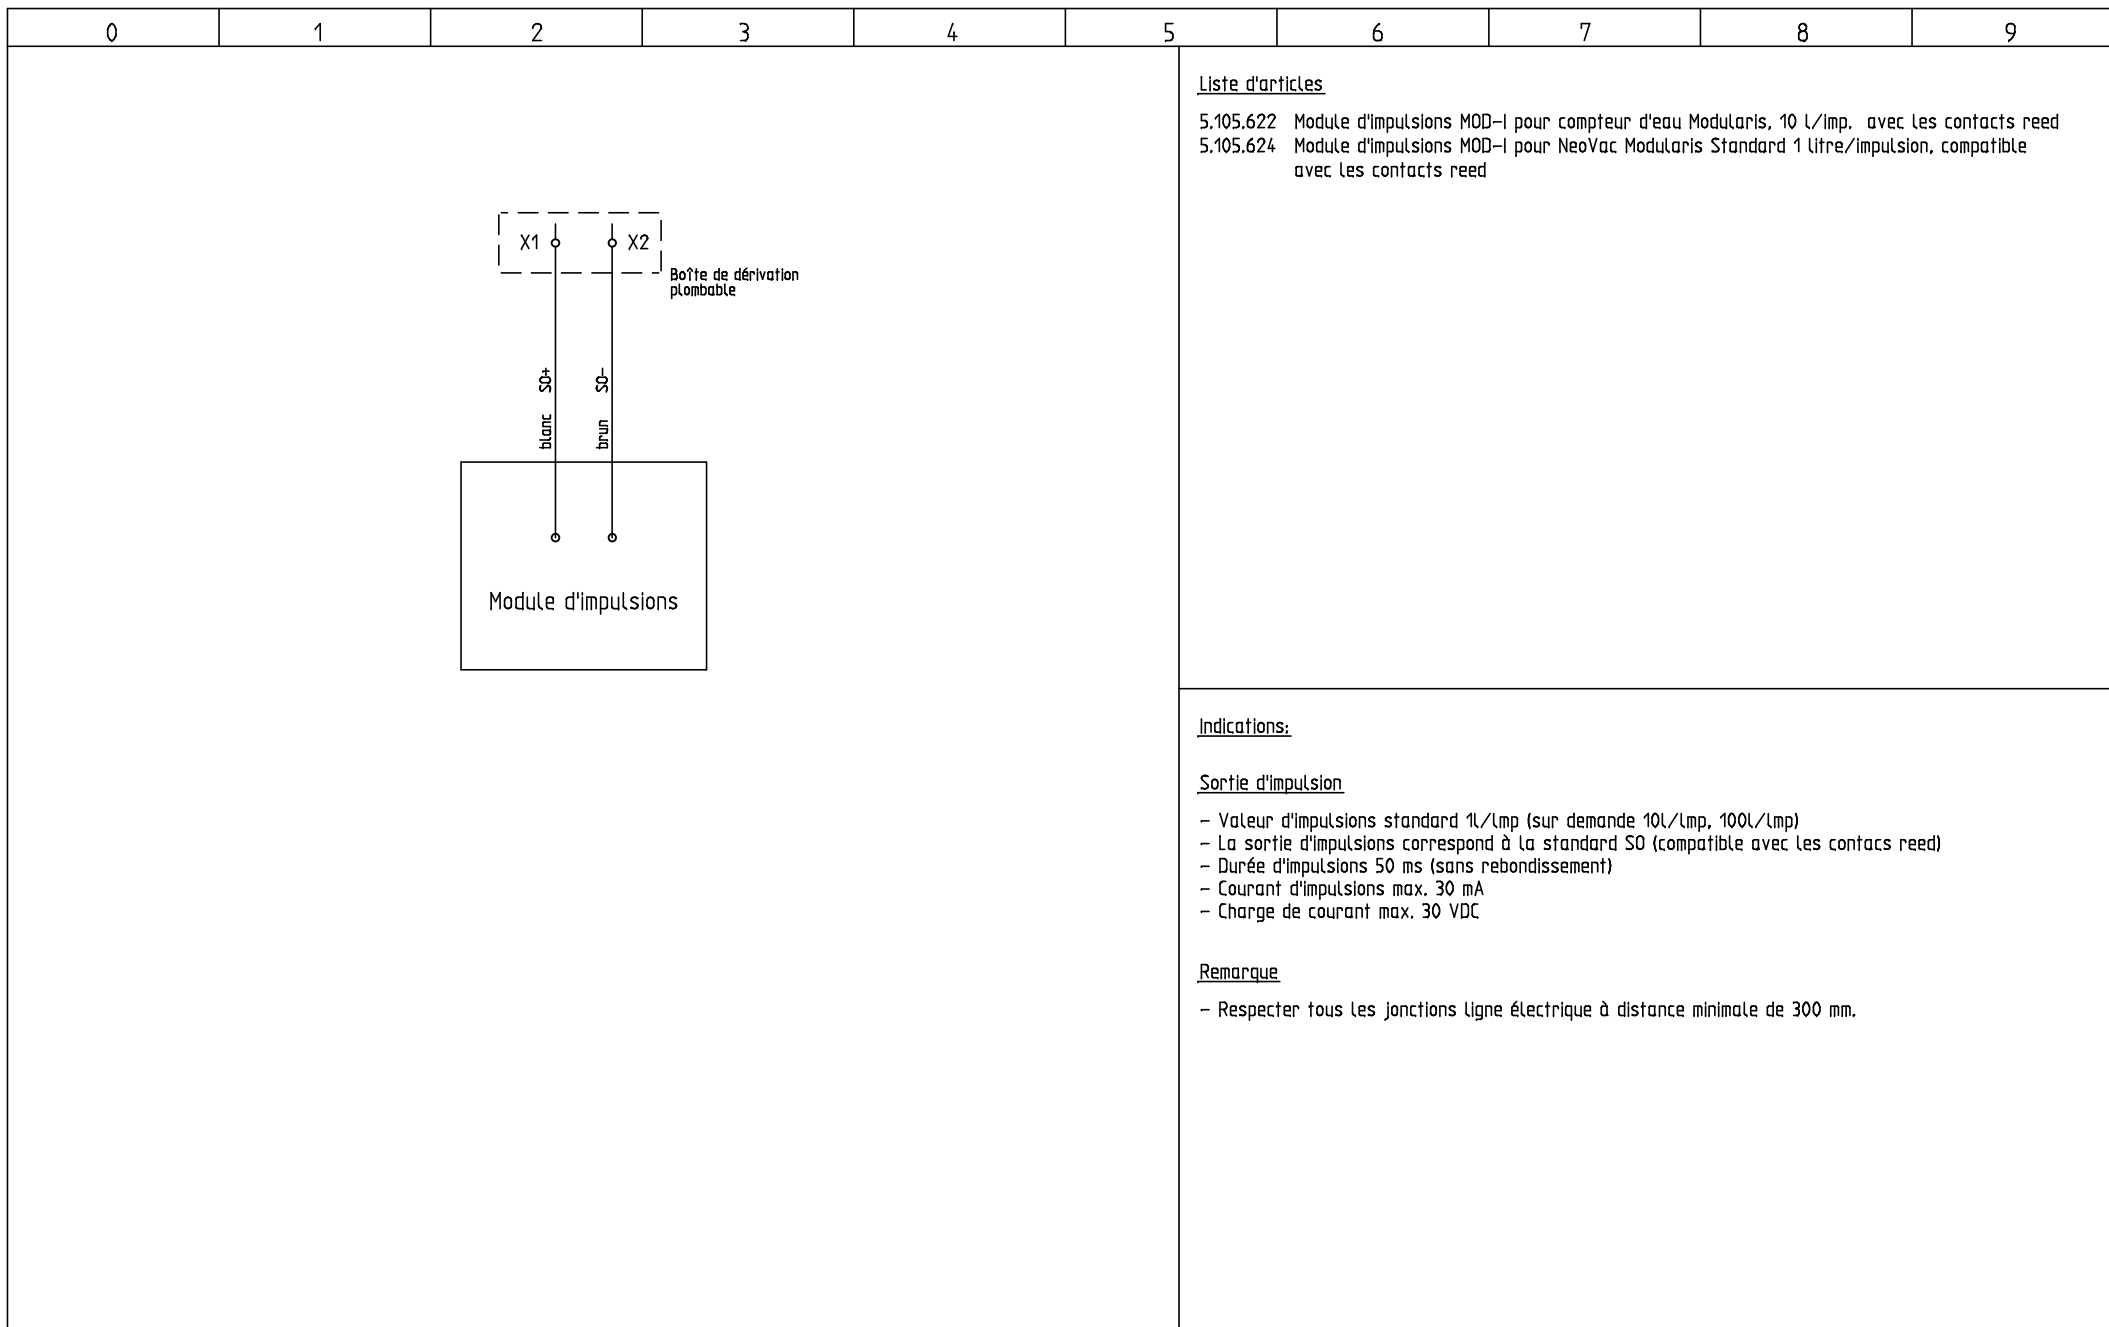 0 1 2 3 4 5 6 7 8 9
Liste d'articles
5.105.622 Module d'impulsions MOD-I pour compteur d'eau Modularis, 10 l/Imp. avec les contacts reed
5.105.624 Module d'impulsions MOD-I pour NeoVac Modularis Standard 1 litre/impulsion, compatible
avec les contacts reed
X1 X2
Boîte de dérivation
plombable
blanc SO+
brun SO-
Module d'impulsions
Indications:
Sortie d'impulsion
- Valeur d'impulsions standard 1l/Imp (sur demande 10l/Imp, 100l/Imp)
- La sortie d'impulsions correspond à la standard SO (compatible avec les contacs reed)
- Durée d'impulsions 50 ms (sans rebondissement)
- Courant d'impulsions max. 30 mA
- Charge de courant max. 30 VDC
Remarque
- Respecter tous les jonctions ligne électrique à distance minimale de 300 mm.